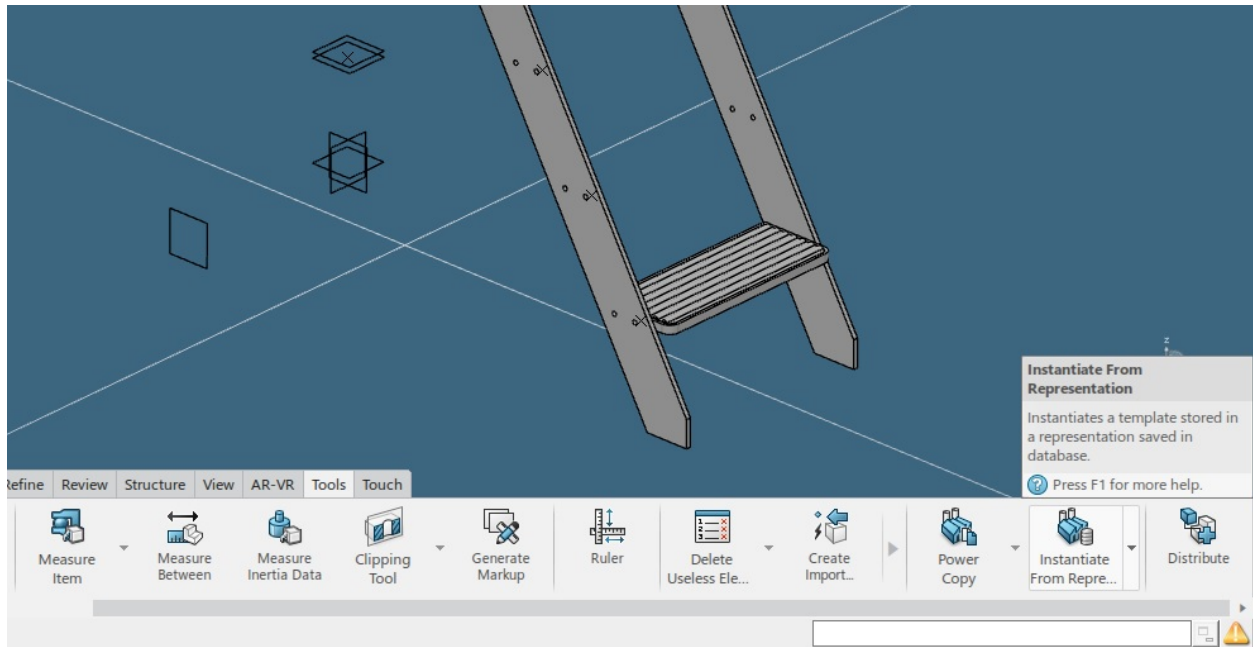 z
Instantiate From
Representation
Instantiates a template stored in
a representation saved in
database.
Press F1 for more help.
Refine Review Structure View AR-VR Tools Touch
Measure
Item
Measure
Between
Measure
Inertia Data
Clipping
Tool
Generate
Markup
Ruler
Delete
Useless Ele...
Create
Import...
Power
Copy
Instantiate
From Repre...
Distribute